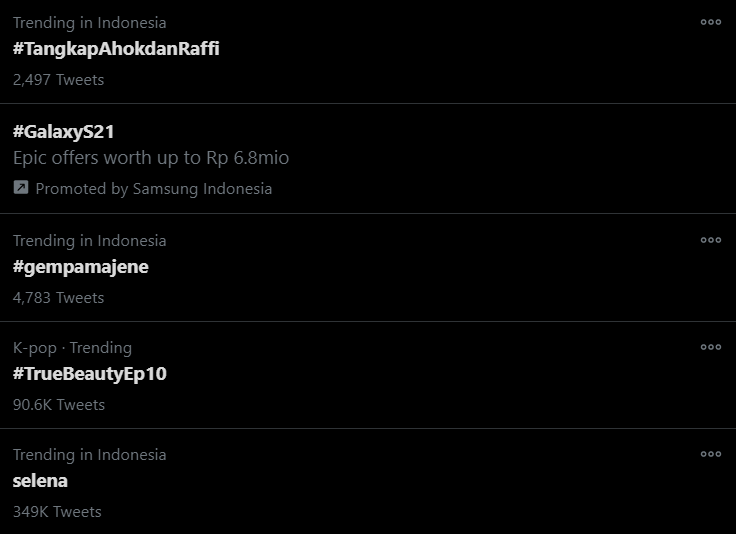 Trending in Indonesia
#TangkapAhokdanRaffi
2,497 Tweets
#GalaxyS21
Epic offers worth up to Rp 6.8mio
Promoted by Samsung Indonesia
Trending in Indonesia
#gempamajene
4,783 Tweets
K-pop · Trending
#TrueBeautyEp10
90.6K Tweets
Trending in Indonesia
selena
349K Tweets